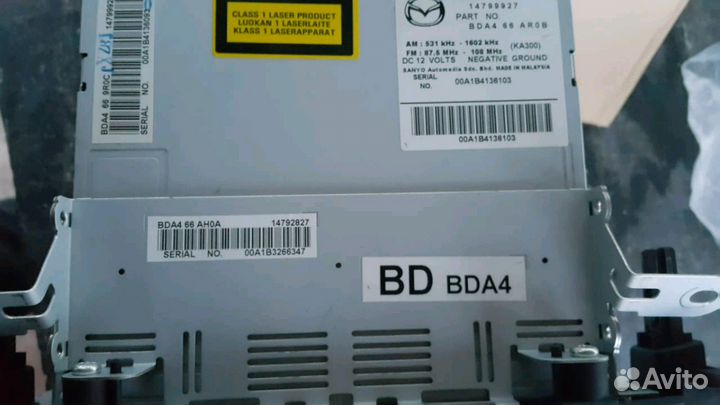 CLASS 1 LASER PRODUCT
LUOKAN 1 LASERLAITE
KLASS 1 LASERAPPARAT
14799927
PART NO.
BDA4 66 AR0B
AM : 531 kHz - 1602 kHz
FM : 87.5 MHz - 108 MHz (KA300)
DC 12 VOLTS NEGATIVE GROUND
SANYO Automedia Sdn. Bhd. MADE IN MALAYSIA
SERIAL NO. 00A1B4136103
00A1B4136103
BDA4 66 9R0C
SERIAL NO.
BDA4 66 AH0A 14792827
SERIAL NO. 00A1B3266347
BD BDA4
Avito